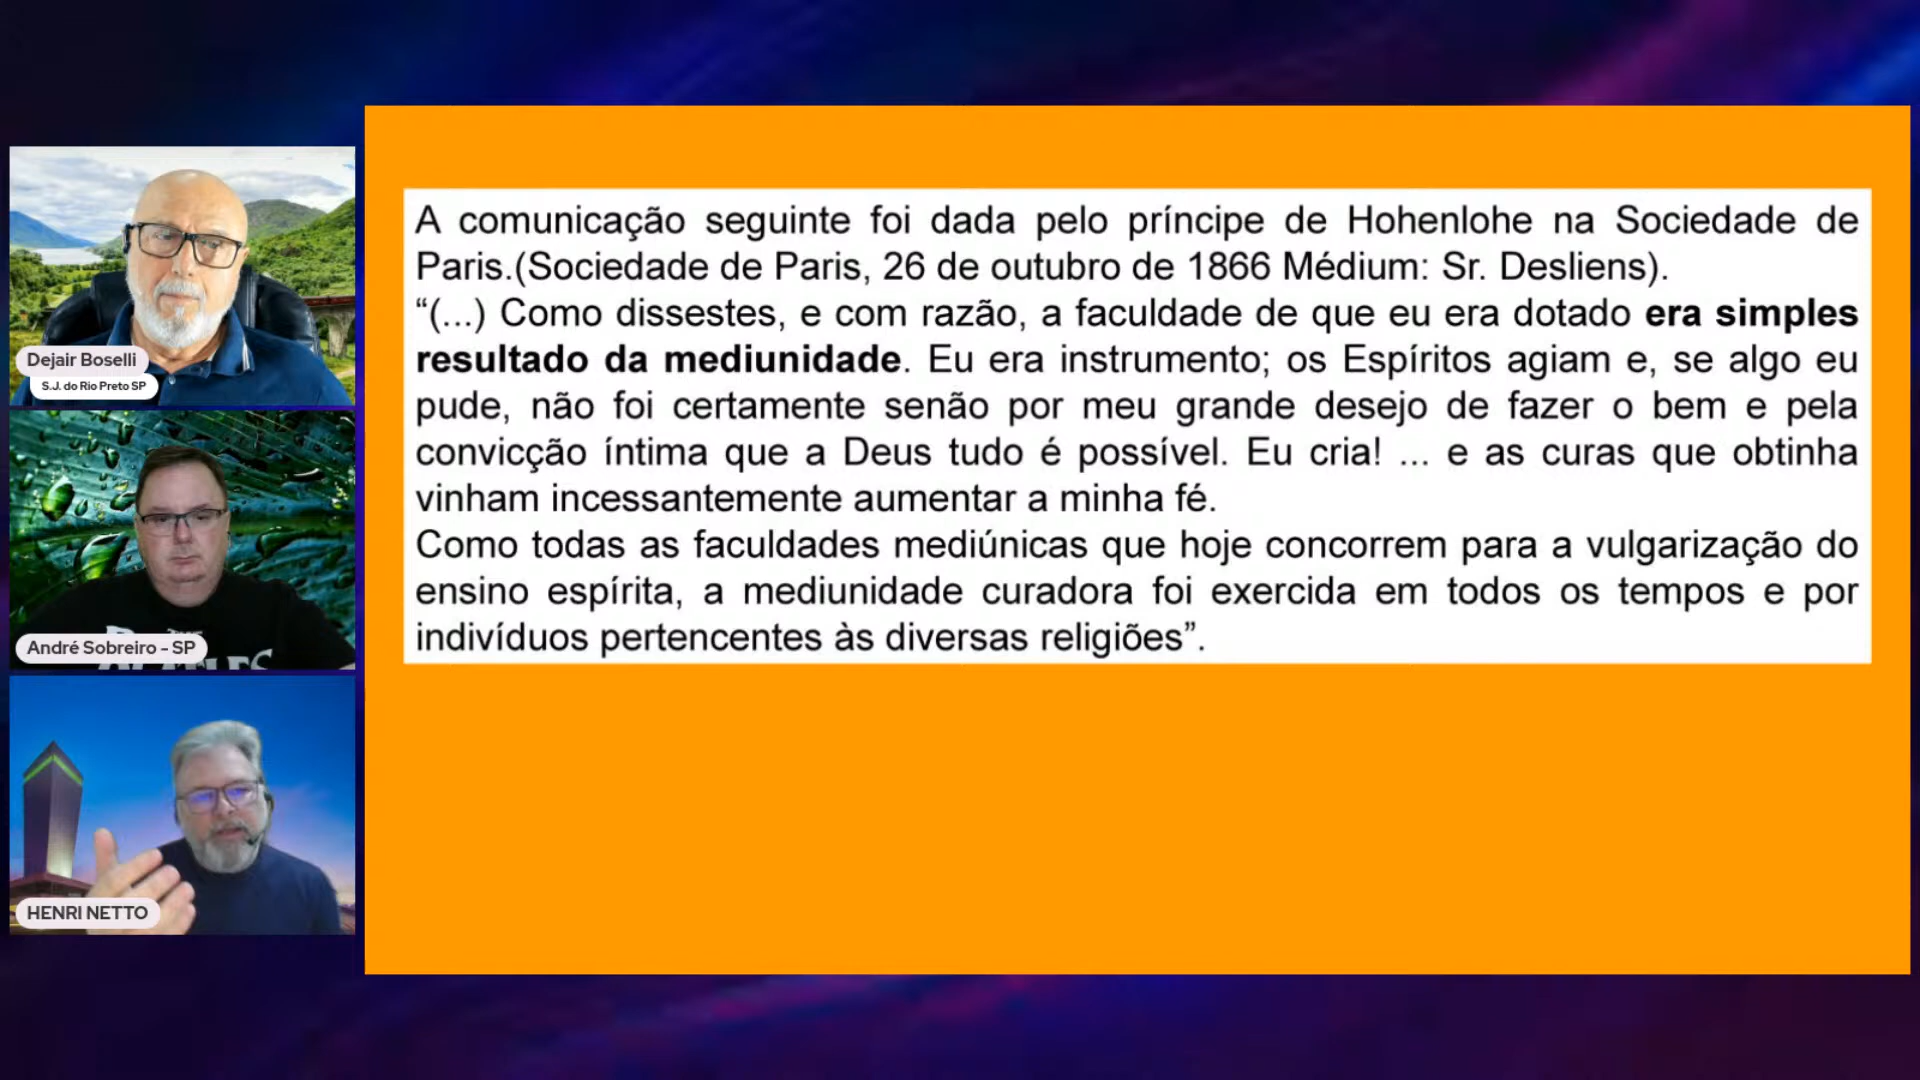 Dejair Boselli
S.J. do Rio Preto SP
André Sobreiro - SP
HENRI NETTO
A comunicação seguinte foi dada pelo príncipe de Hohenlohe na Sociedade de
Paris.(Sociedade de Paris, 26 de outubro de 1866 Médium: Sr. Desliens).
“(...) Como dissestes, e com razão, a faculdade de que eu era dotado era simples
resultado da mediunidade. Eu era instrumento; os Espíritos agiam e, se algo eu
pude, não foi certamente senão por meu grande desejo de fazer o bem e pela
convicção íntima que a Deus tudo é possível. Eu cria! ... e as curas que obtinha
vinham incessantemente aumentar a minha fé.
Como todas as faculdades mediúnicas que hoje concorrem para a vulgarização do
ensino espírita, a mediunidade curadora foi exercida em todos os tempos e por
indivíduos pertencentes às diversas religiões”.